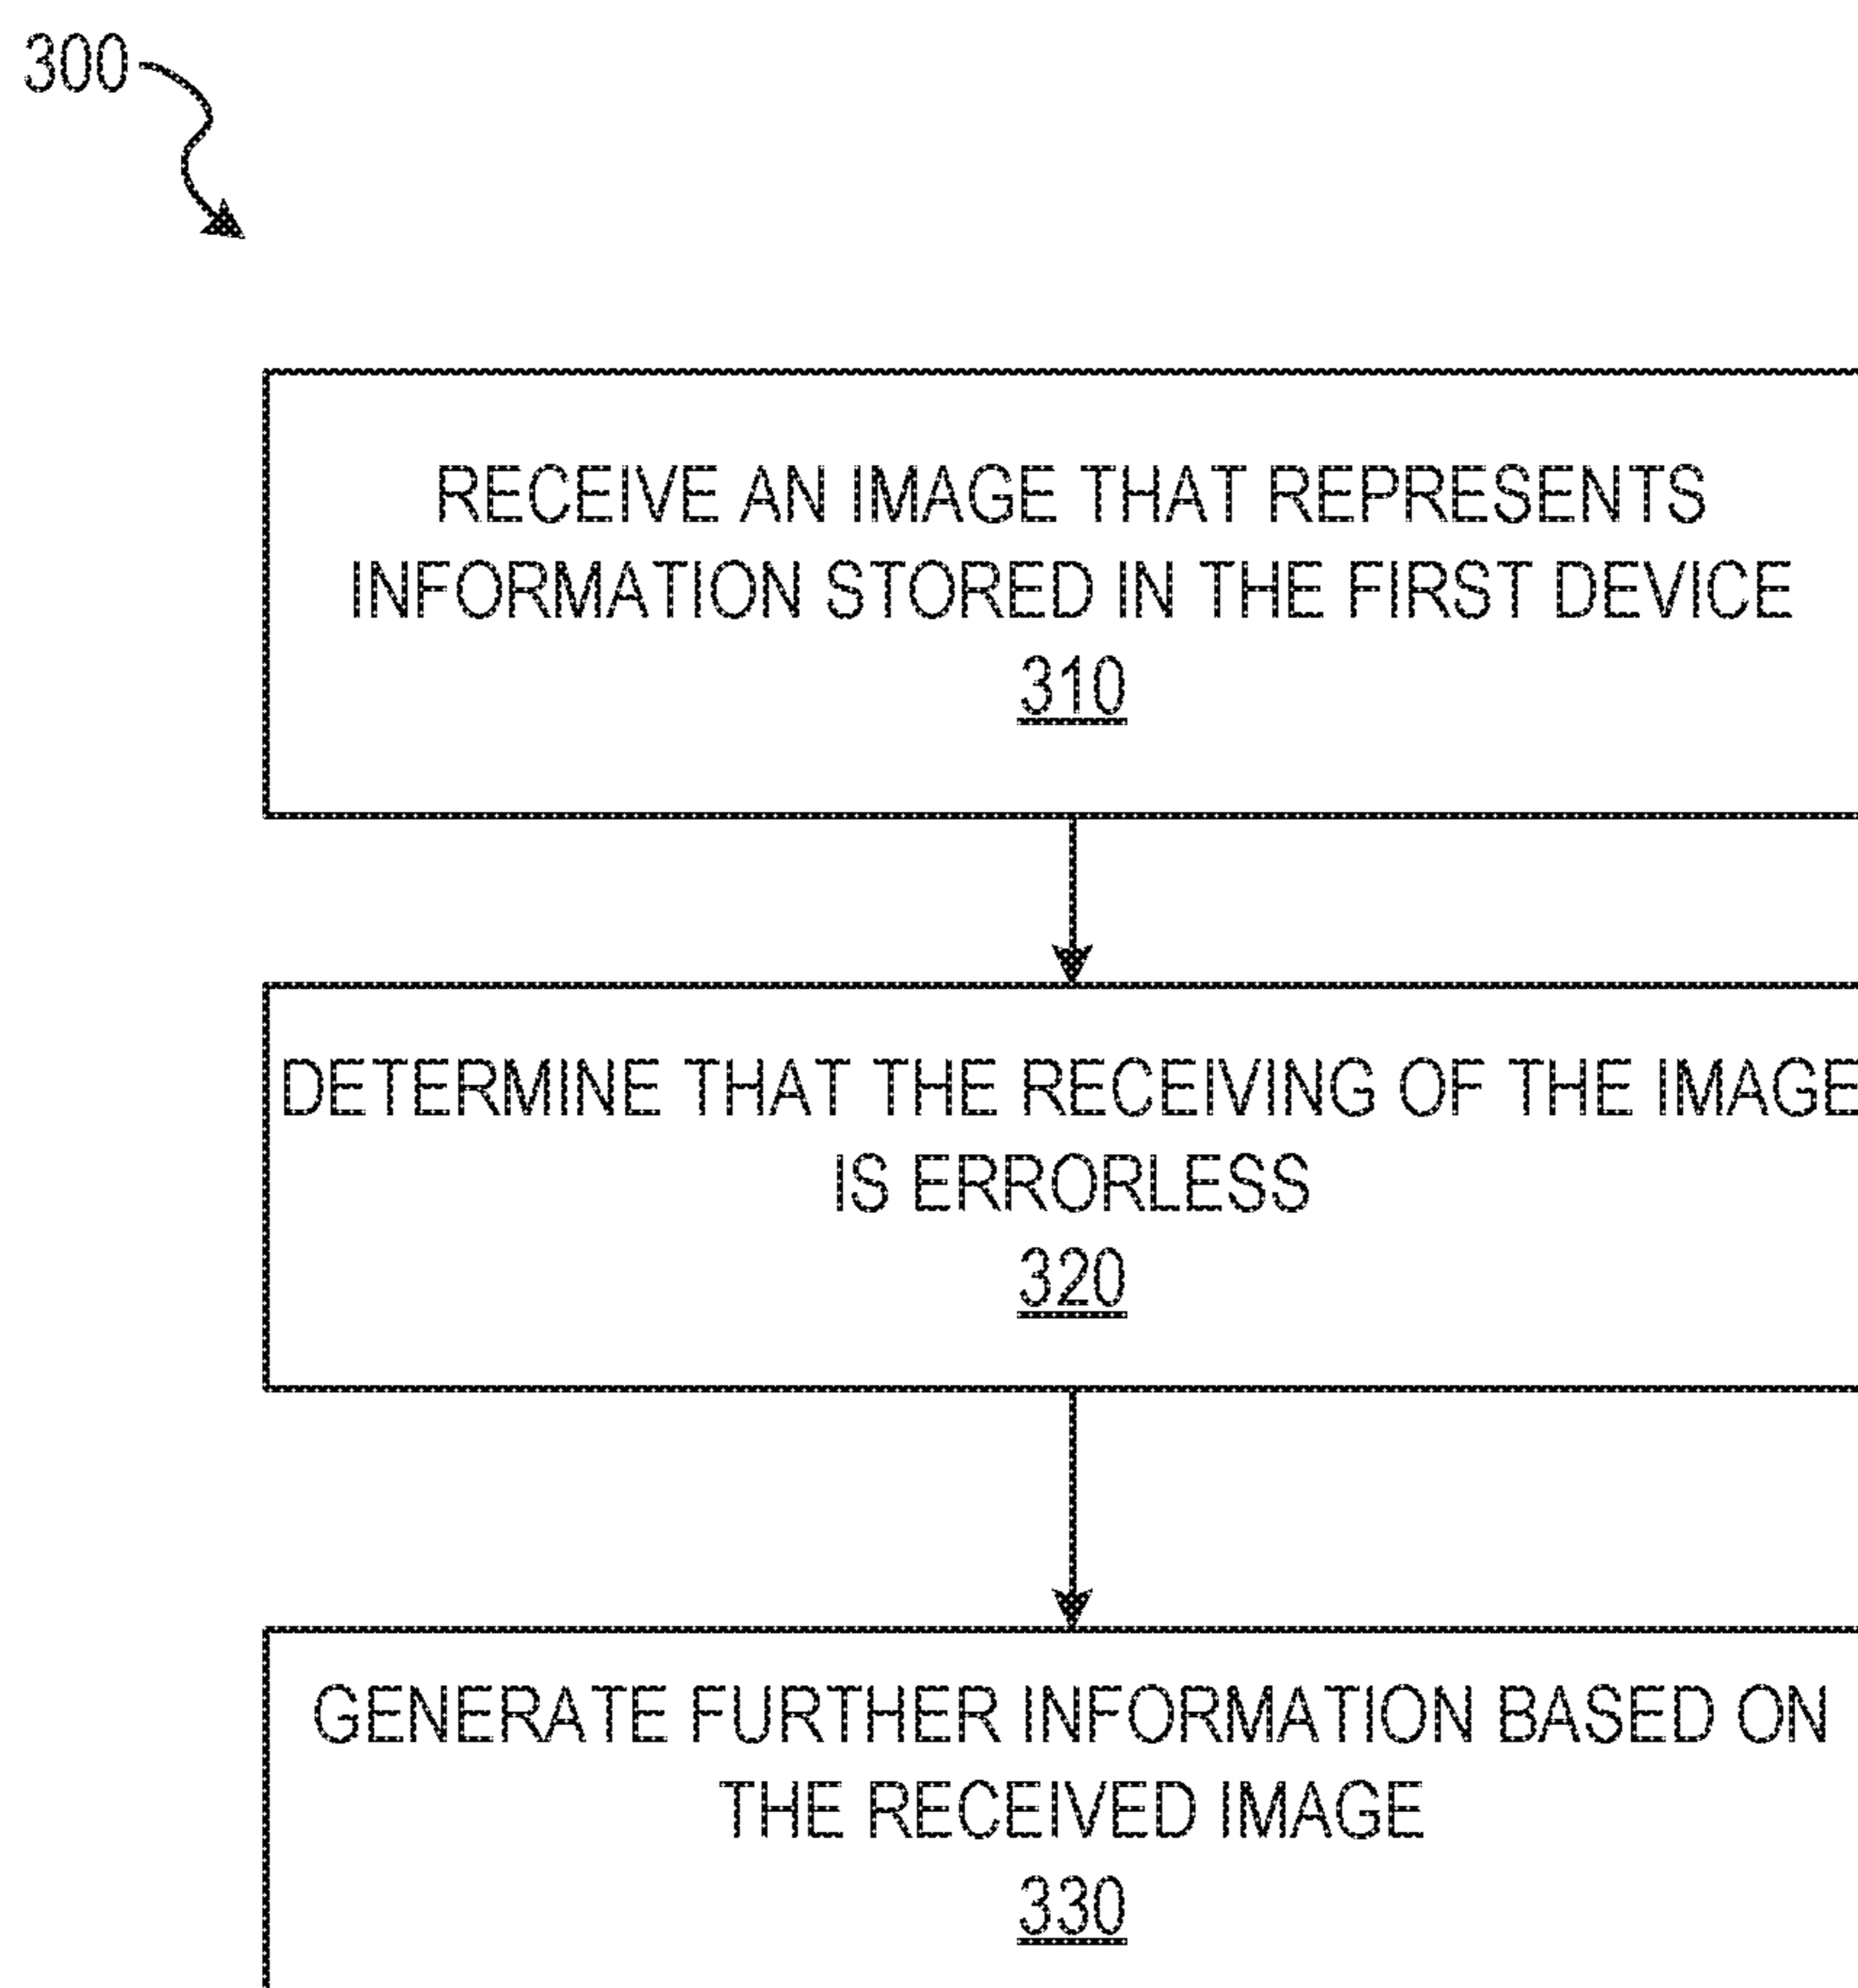 300
RECEIVE AN IMAGE THAT REPRESENTS
INFORMATION STORED IN THE FIRST DEVICE
310
DETERMINE THAT THE RECEIVING OF THE IMAGE
IS ERRORLESS
320
GENERATE FURTHER INFORMATION BASED ON
THE RECEIVED IMAGE
330